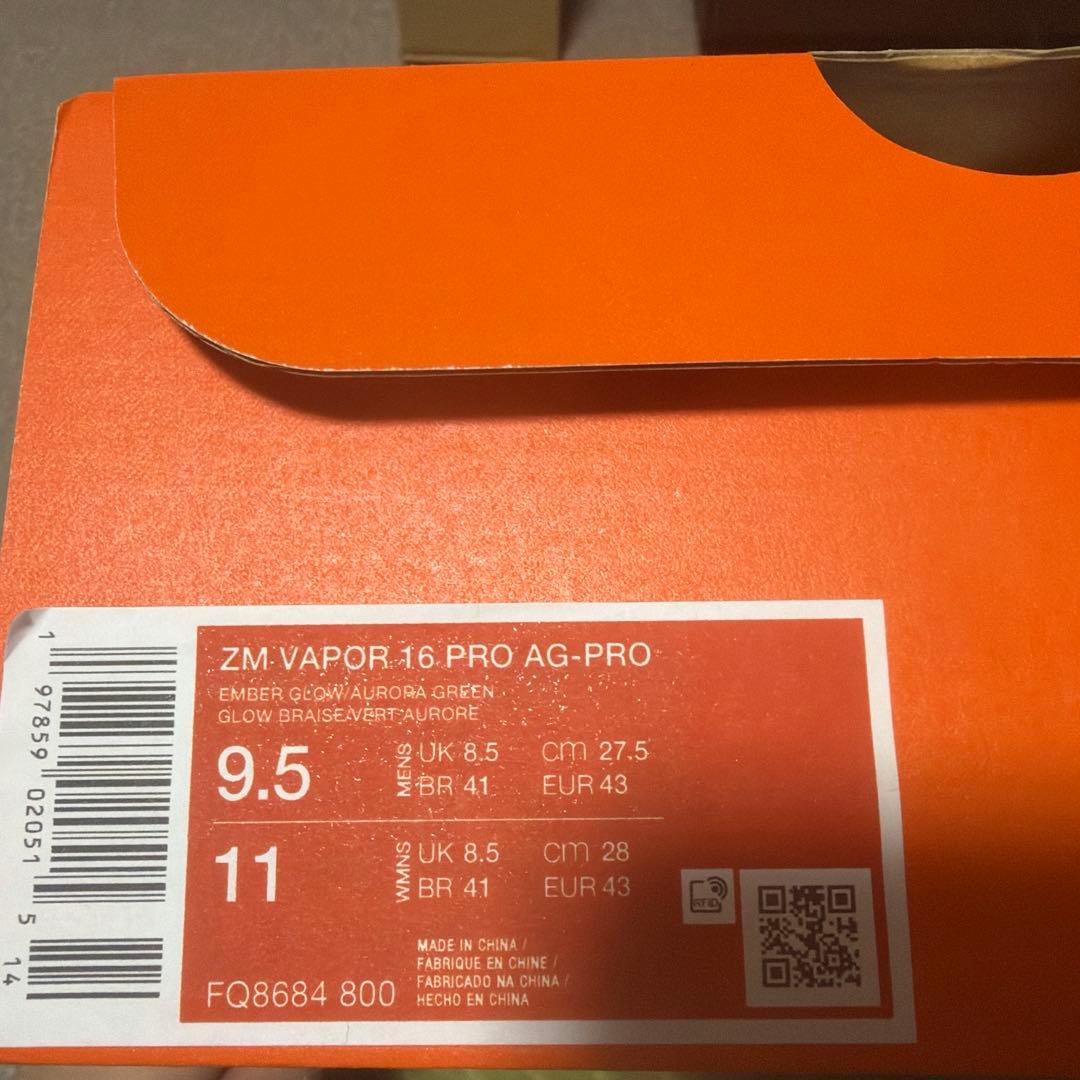 ZM VAPOR 16 PRO AG-PRO
EMBER GLOW/AURORA GREEN
GLOW BRAISE/VERT AURORE
9.5 MENS UK 8.5 cm 27.5
BR 41 EUR 43
11 WMNS UK 8.5 cm 28
BR 41 EUR 43
RFID
MADE IN CHINA /
FABRIQUE EN CHINE /
FABRICADO NA CHINA /
HECHO EN CHINA
FQ8684 800
1 97859 02051 5 14